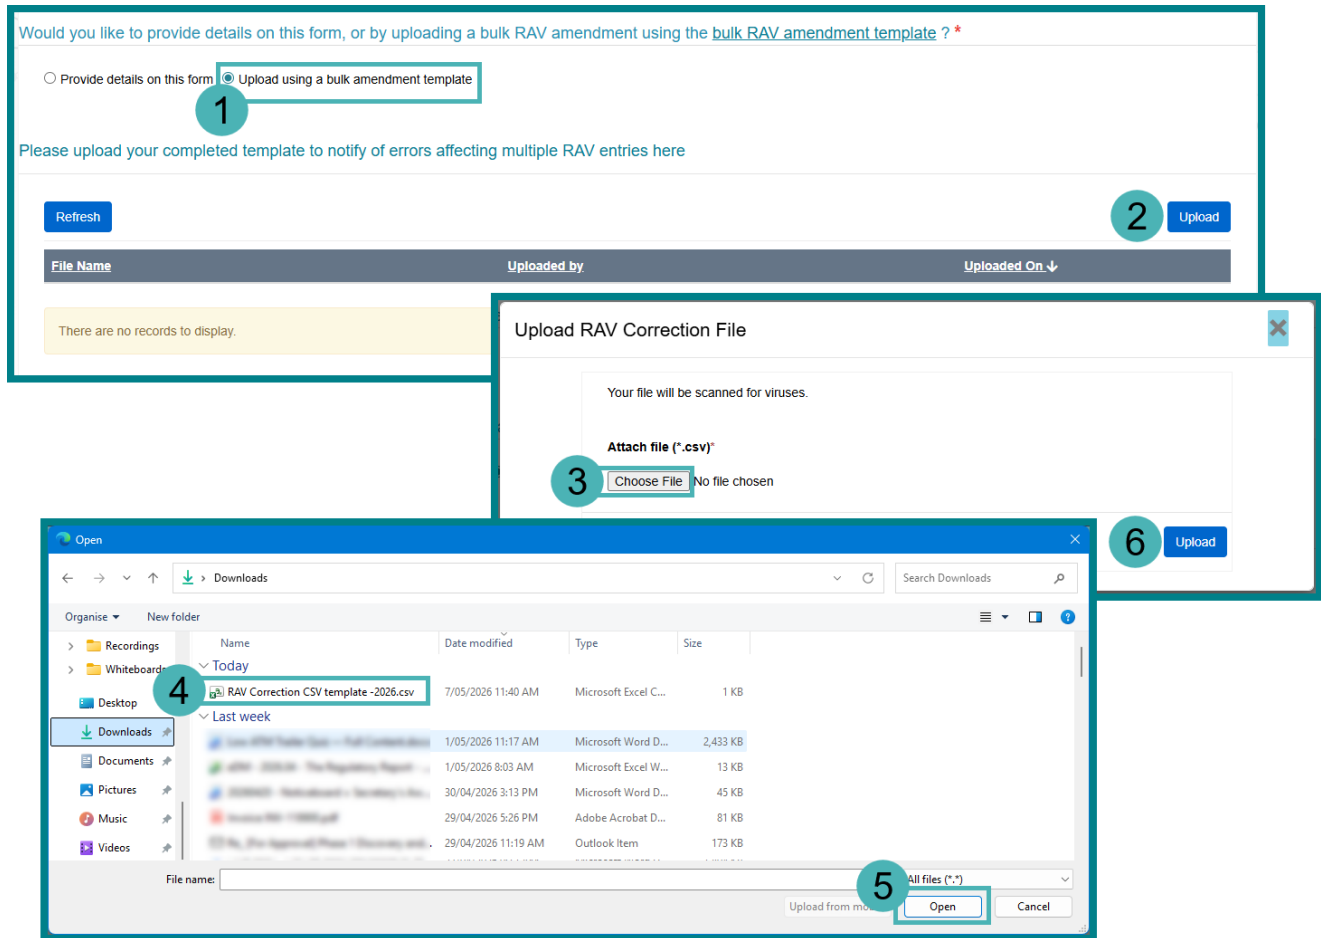 Would you like to provide details on this form, or by uploading a bulk RAV amendment using the bulk RAV amendment template ? *
Provide details on this form Upload using a bulk amendment template
1
Please upload your completed template to notify of errors affecting multiple RAV entries here
Refresh
2 Upload
File Name Uploaded by Uploaded On
There are no records to display.
Upload RAV Correction File
Your file will be scanned for viruses.
Attach file (*.csv)*
3 Choose File No file chosen
6 Upload
Open
Downloads Search Downloads
Organise New folder
Recordings
Whiteboards
Desktop
Downloads
Documents
Pictures
Music
Videos
Name Date modified Type Size
Today
4 RAV Correction CSV template -2026.csv 7/05/2026 11:40 AM Microsoft Excel C... 1 KB
Last week
1/05/2026 11:17 AM Microsoft Word D... 2,433 KB
1/05/2026 8:03 AM Microsoft Excel W... 13 KB
30/04/2026 3:13 PM Microsoft Word D... 45 KB
29/04/2026 5:26 PM Adobe Acrobat D... 81 KB
29/04/2026 11:19 AM Outlook Item 173 KB
File name: All files (*.*)
5
Upload from Open Cancel